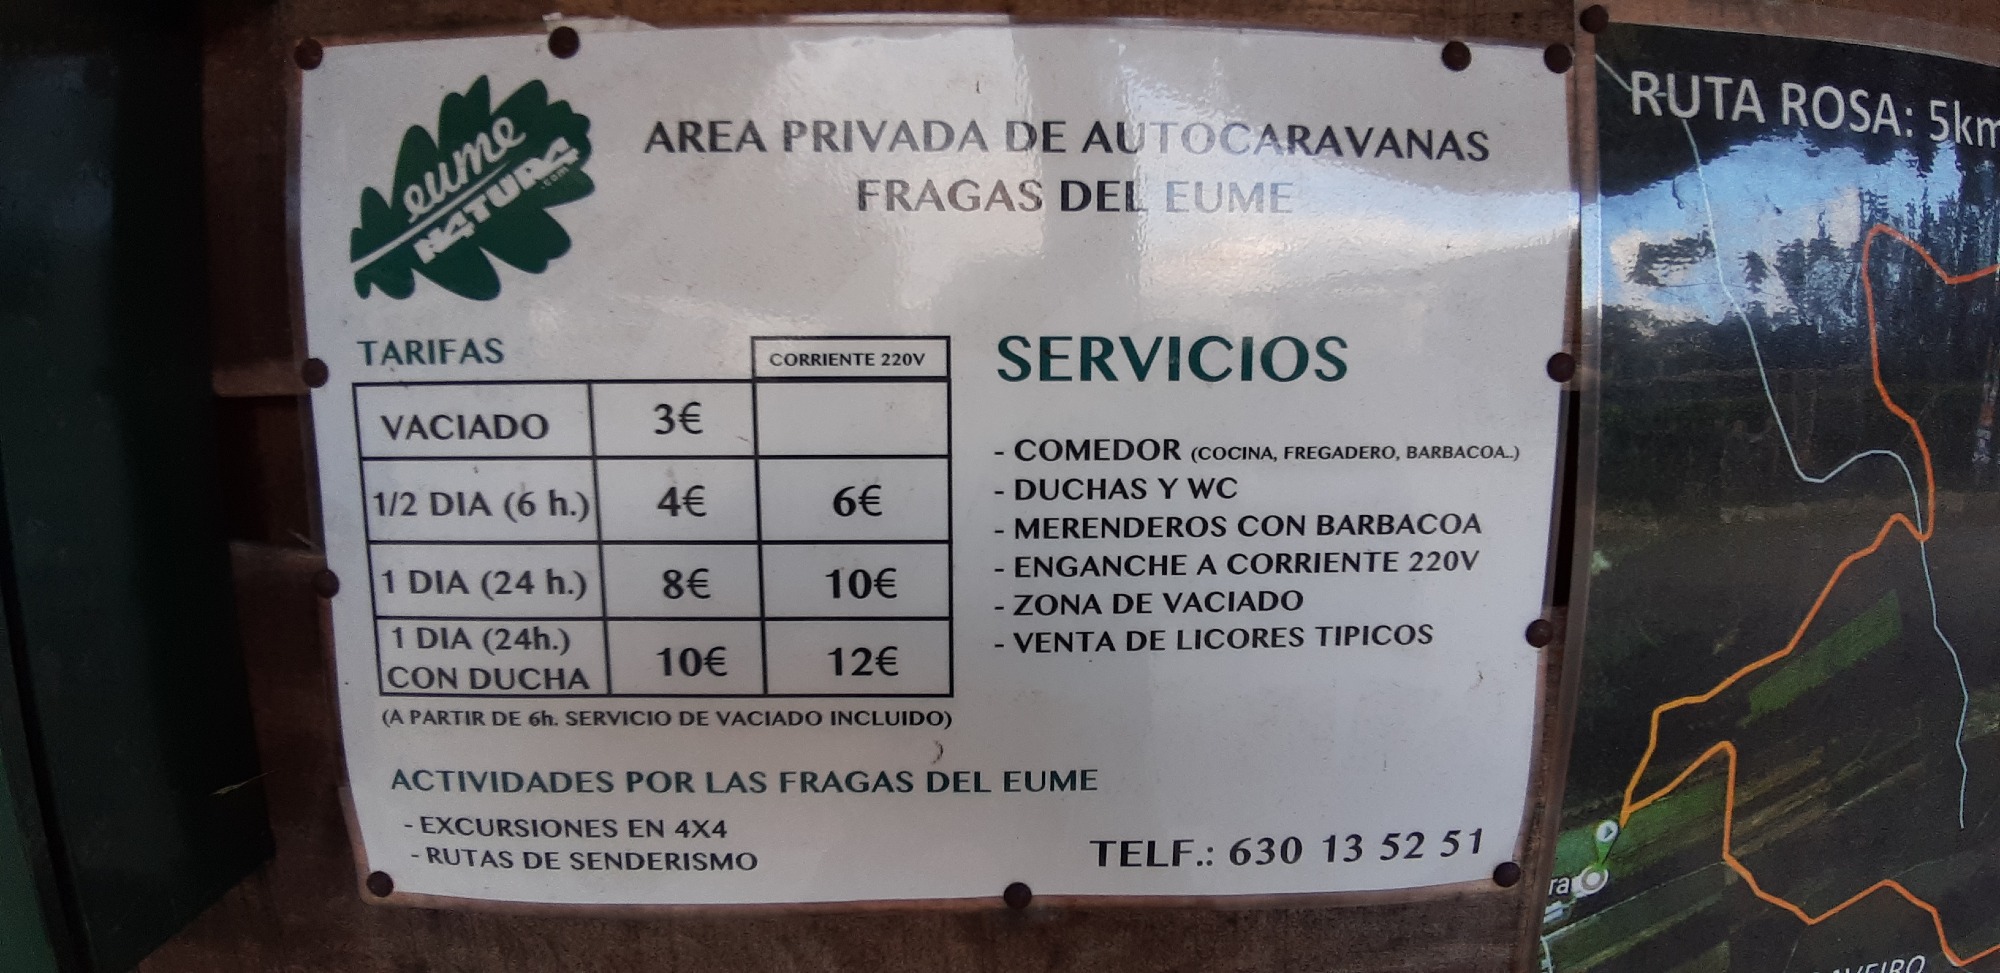 eume
N4TURA
.com
AREA PRIVADA DE AUTOCARAVANAS
FRAGAS DEL EUME
TARIFAS
CORRIENTE 220V
VACIADO 3€
1/2 DIA (6 h.) 4€ 6€
1 DIA (24 h.) 8€ 10€
1 DIA (24h.)
CON DUCHA 10€ 12€
(A PARTIR DE 6h. SERVICIO DE VACIADO INCLUIDO)
SERVICIOS
- COMEDOR (COCINA, FREGADERO, BARBACOA..)
- DUCHAS Y WC
- MERENDEROS CON BARBACOA
- ENGANCHE A CORRIENTE 220V
- ZONA DE VACIADO
- VENTA DE LICORES TIPICOS
ACTIVIDADES POR LAS FRAGAS DEL EUME
- EXCURSIONES EN 4X4
- RUTAS DE SENDERISMO
TELF.: 630 13 52 51
RUTA ROSA: 5km
ra